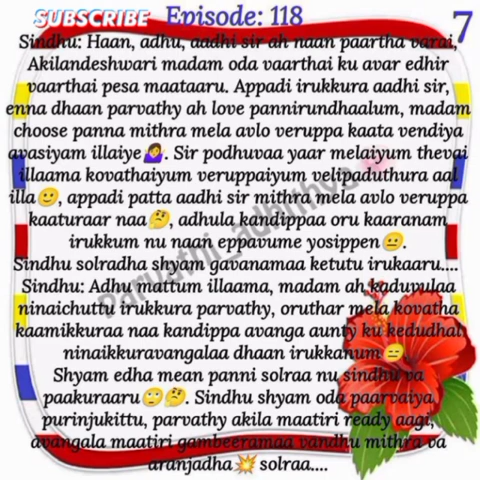 SUBSCRIBE Episode: 118 7
Sindhu: Haan, adhu, aadhi sir ah naan paartha varai,
Akilandeshwari madam oda vaarthai ku avar edhir
vaarthai pesa maataaru. Appadi irukkura aadhi sir,
enna dhaan parvathy ah love pannirundhaalum, madam
choose panna mithra mela avlo veruppa kaata vendiya
avasiyam illaiye🤷‍♀️. Sir podhuvaa yaar melaiyum thevai
illaama kovathaiyum veruppaiyum velipaduthura aal
illa🙂, appadi patta aadhi sir mithra mela avlo veruppa
kaaturaar naa🤔, adhula kandippaa oru kaaranam
irukkum nu naan eppavume yosippen😐.
Sindhu solradha shyam gavanamaa ketutu irukaaru....
Sindhu: Adhu mattum illaama, madam ah kadavulaa
ninaichuttu irukkura parvathy, oruthar mela kovatha
kaamikkuraa naa kandippa avanga aunty ku kedudhal
ninaikkuravangalaa dhaan irukkanum😑
Shyam edha mean panni solraa nu sindhu va
paakuraaru🙄🤔. Sindhu shyam oda paarvaiya,
purinjukittu, parvathy akila maatiri ready aagi,
avangala maatiri gambeeramaa vandhu mithra va
aranjadha💥 solraa....
Parvathi_adhithya